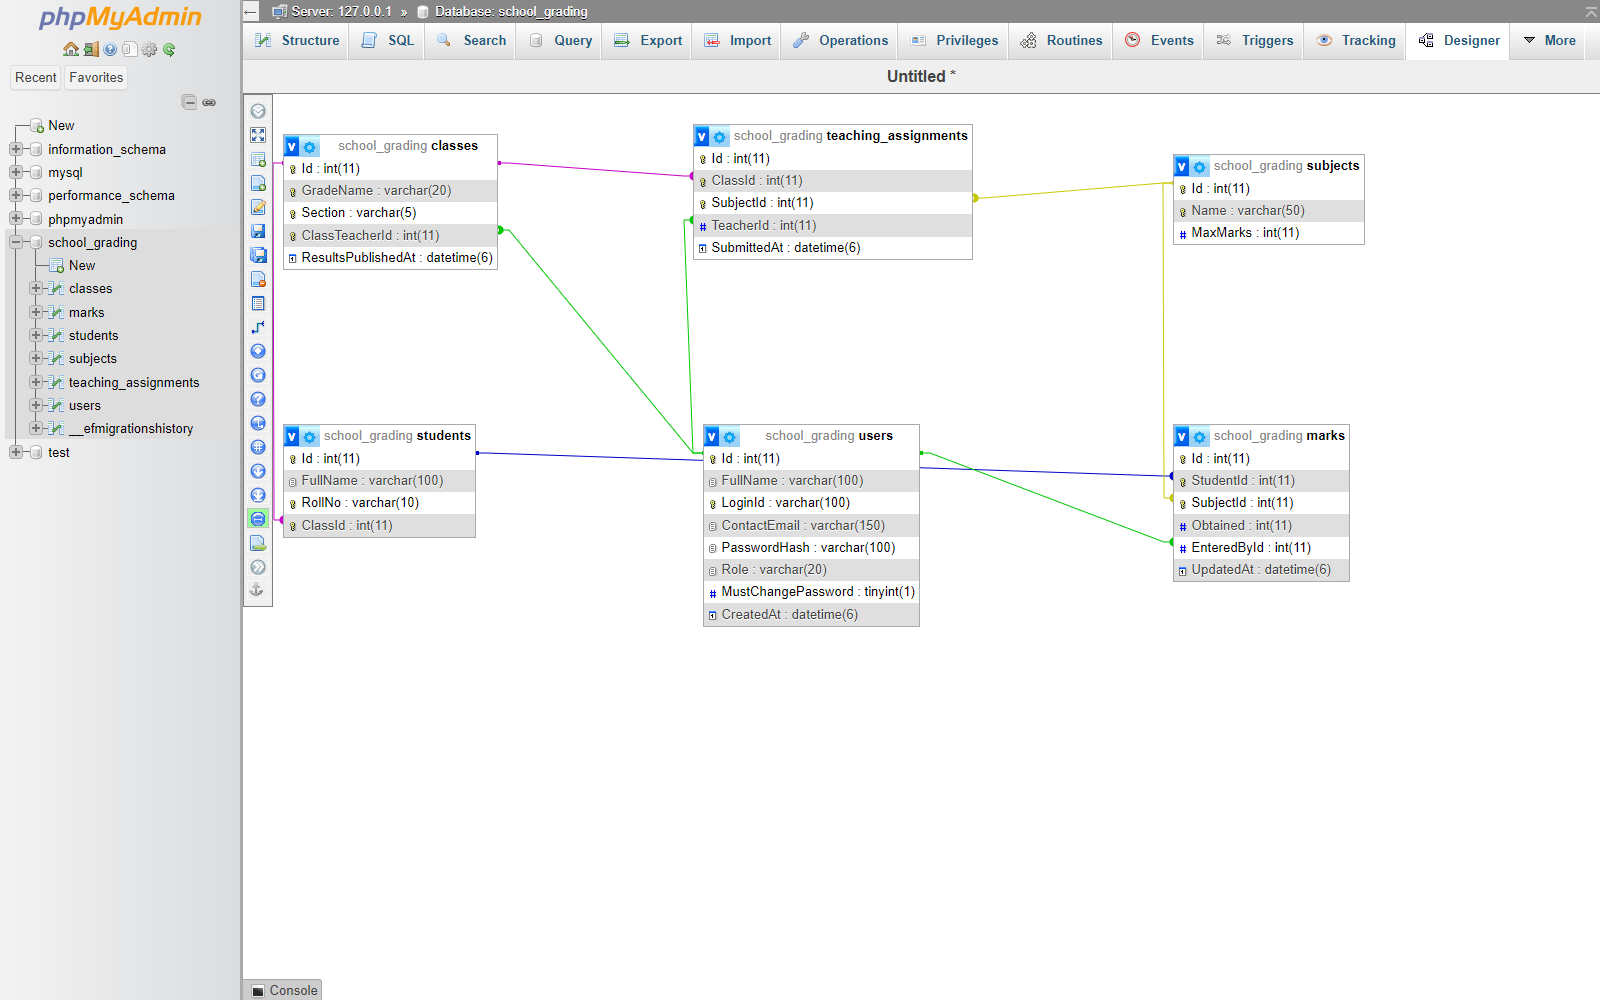 phpMyAdmin
Recent Favorites
New
information_schema
mysql
performance_schema
phpmyadmin
school_grading
New
classes
marks
students
subjects
teaching_assignments
users
__efmigrationshistory
test
Server: 127.0.0.1 » Database: school_grading
Structure SQL Search Query Export Import Operations Privileges Routines Events Triggers Tracking Designer More
Untitled *
school_grading classes
Id : int(11)
GradeName : varchar(20)
Section : varchar(5)
ClassTeacherId : int(11)
ResultsPublishedAt : datetime(6)
school_grading teaching_assignments
Id : int(11)
ClassId : int(11)
SubjectId : int(11)
TeacherId : int(11)
SubmittedAt : datetime(6)
school_grading subjects
Id : int(11)
Name : varchar(50)
MaxMarks : int(11)
school_grading students
Id : int(11)
FullName : varchar(100)
RollNo : varchar(10)
ClassId : int(11)
school_grading users
Id : int(11)
FullName : varchar(100)
LoginId : varchar(100)
ContactEmail : varchar(150)
PasswordHash : varchar(100)
Role : varchar(20)
MustChangePassword : tinyint(1)
CreatedAt : datetime(6)
school_grading marks
Id : int(11)
StudentId : int(11)
SubjectId : int(11)
Obtained : int(11)
EnteredById : int(11)
UpdatedAt : datetime(6)
Console